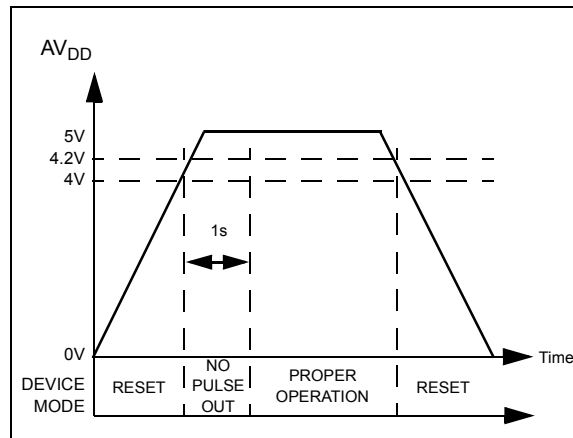 AVDD
5V
4.2V
4V
1s
0V
Time
DEVICE
MODE
RESET
NO
PULSE
OUT
PROPER
OPERATION
RESET